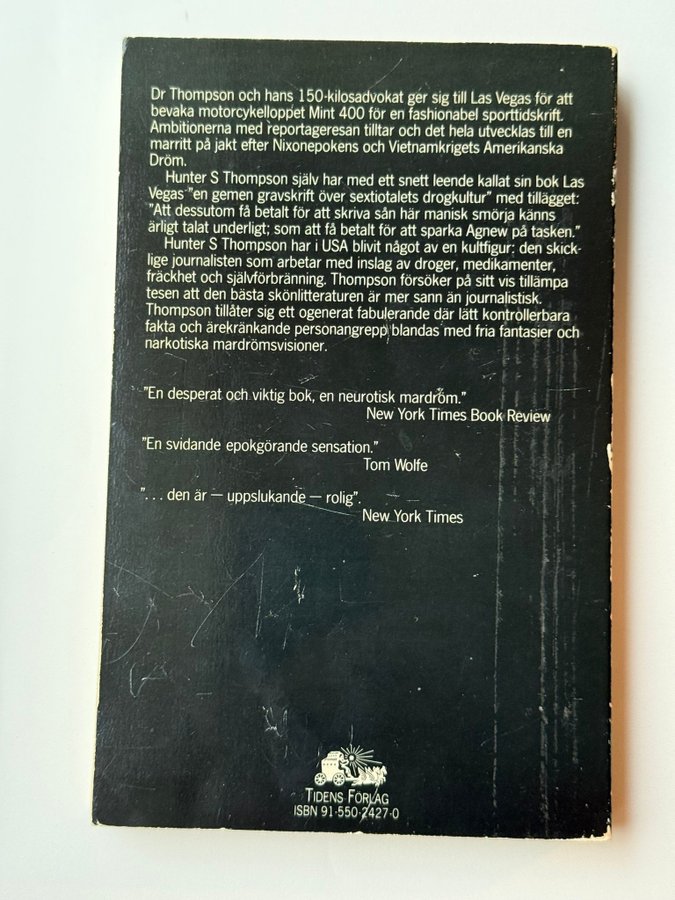 Dr Thompson och hans 150-kilosadvokat ger sig till Las Vegas för att
bevaka motorcykelloppet Mint 400 för en fashionabel sporttidskrift.
Ambitionerna med reportageresan tilltar och det hela utvecklas till en
marritt på jakt efter Nixonepokens och Vietnamkrigets Amerikanska
Dröm.
Hunter S Thompson själv har med ett snett leende kallat sin bok Las
Vegas "en gemen gravskrift över sextiotalets drogkultur" med tillägget:
"Att dessutom få betalt för att skriva sån här manisk smörja känns
ärligt talat underligt; som att få betalt för att sparka Agnew på tasken."
Hunter S Thompson har i USA blivit något av en kultfigur: den skick-
lige journalisten som arbetar med inslag av droger, medikamenter,
fräckhet och självförbränning. Thompson försöker på sitt vis tillämpa
tesen att den bästa skönlitteraturen är mer sann än journalistisk.
Thompson tillåter sig ett ogenerat fabulerande där lätt kontrollerbara
fakta och ärekränkande personangrepp blandas med fria fantasier och
narkotiska mardrömsvisioner.
"En desperat och viktig bok, en neurotisk mardröm."
New York Times Book Review
"En svidande epokgörande sensation."
Tom Wolfe
"... den är — uppslukande — rolig".
New York Times
TIDENS FÖRLAG
ISBN 91-550-2427-0